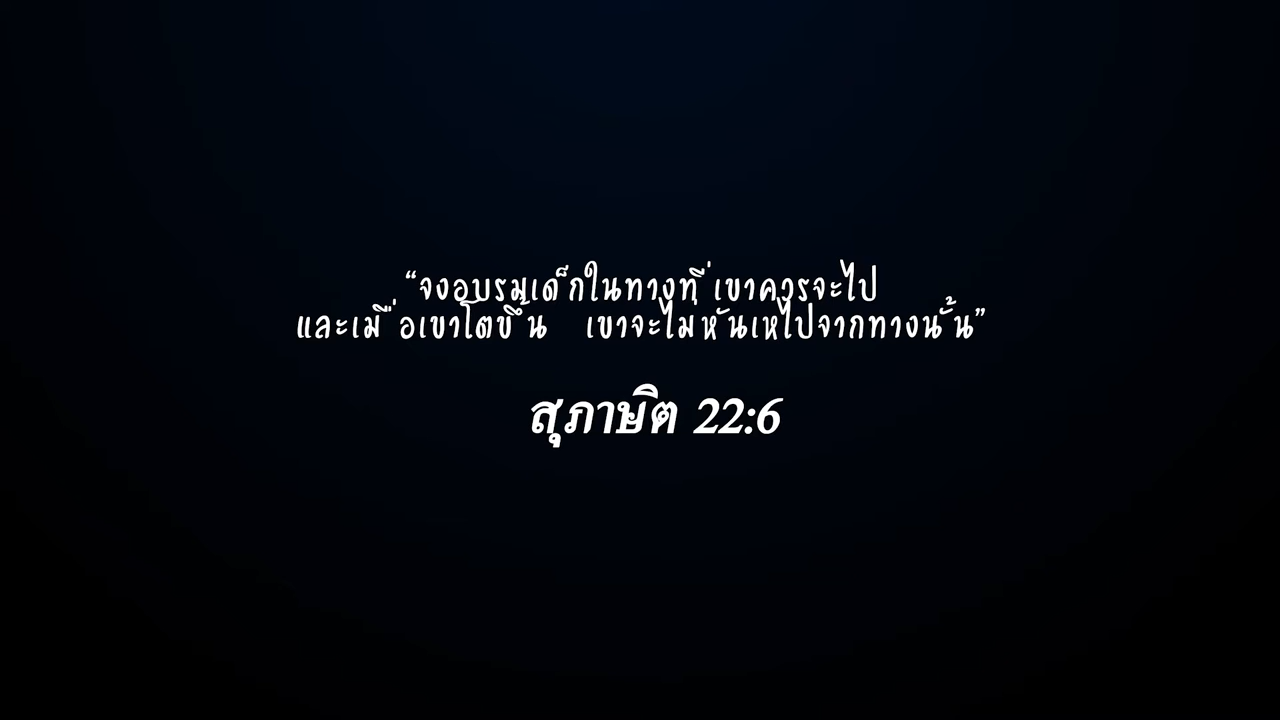 “จงอบรมเด็กในทางที่เขาควรจะไป
และเมื่อเขาโตขึ้น เขาจะไม่หันเหไปจากทางนั้น”
สุภาษิต 22:6